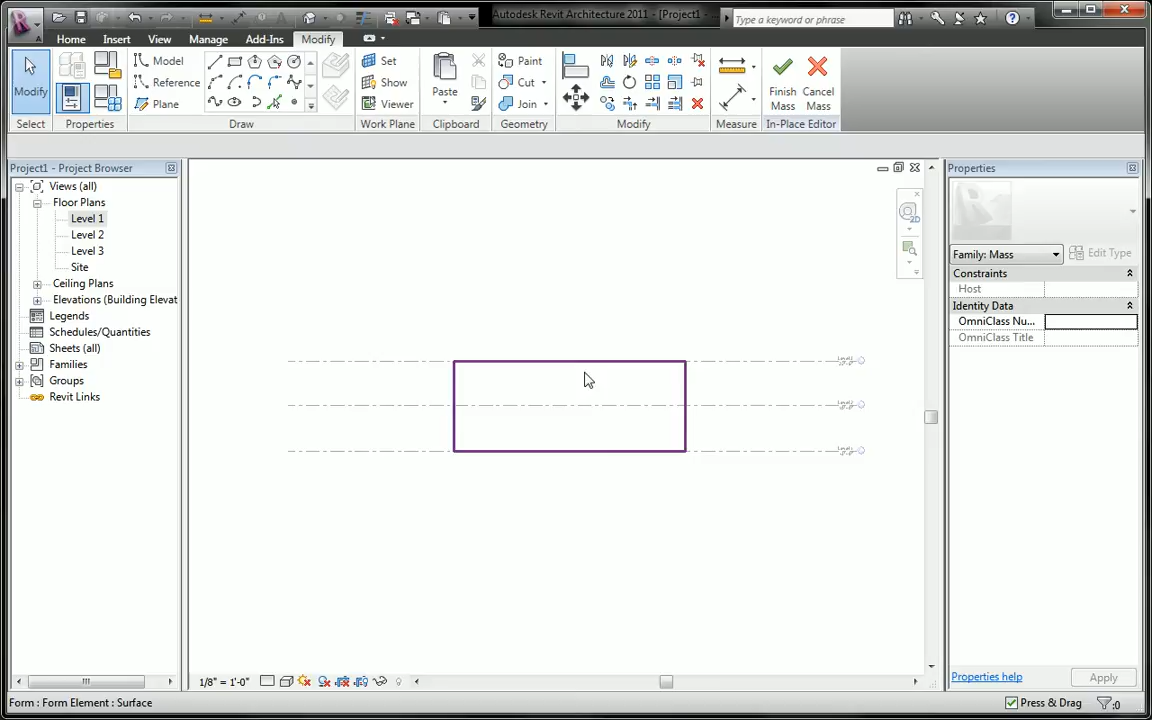 Autodesk Revit Architecture 2011 - [Project1 -
Type a keyword or phrase
Home Insert View Manage Add-Ins Modify
Modify
Select
Properties
Model
Reference
Plane
Draw
Set
Show
Viewer
Work Plane
Paste
Clipboard
Paint
Cut
Join
Geometry
Modify
Measure
Finish Mass
Cancel Mass
In-Place Editor
Project1 - Project Browser
Views (all)
Floor Plans
Level 1
Level 2
Level 3
Site
Ceiling Plans
Elevations (Building Elevat
Legends
Schedules/Quantities
Sheets (all)
Families
Groups
Revit Links
2D
Properties
Family: Mass
Edit Type
Constraints
Host
Identity Data
OmniClass Nu...
OmniClass Title
Properties help
Apply
1/8" = 1'-0"
Form : Form Element : Surface
Press & Drag
:0